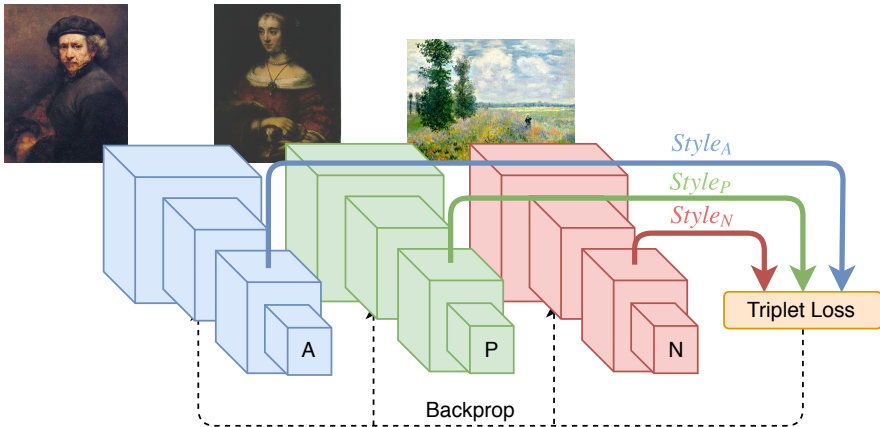 Style_A
Style_P
Style_N
Triplet Loss
A
P
N
Backprop